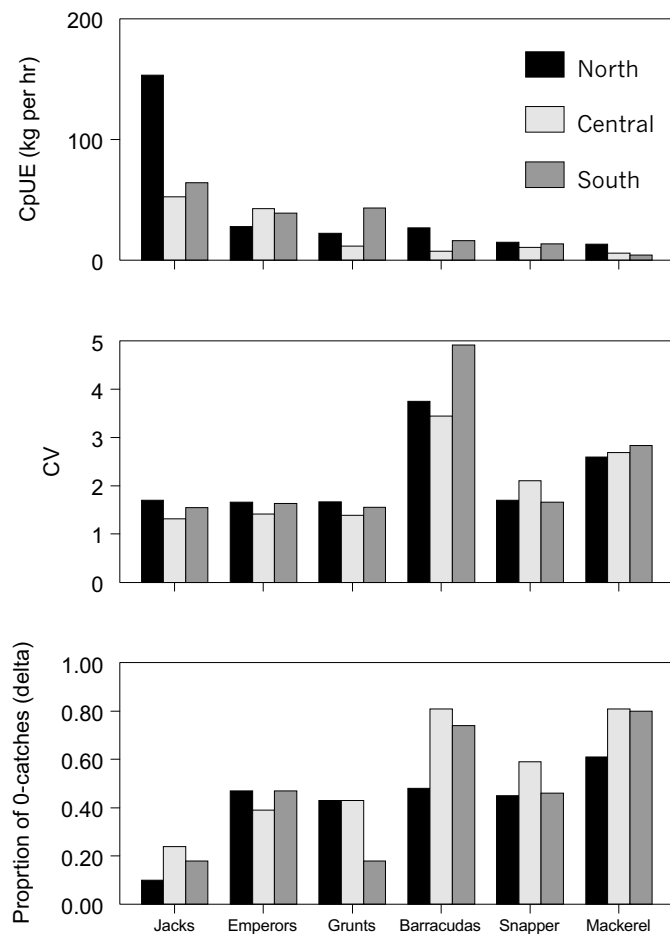 CpUE (kg per hr)
200
100
0
North
Central
South
CV
5
4
3
2
1
0
Proprtion of 0-catches (delta)
1.00
0.80
0.60
0.40
0.20
0.00
Jacks Emperors Grunts Barracudas Snapper Mackerel